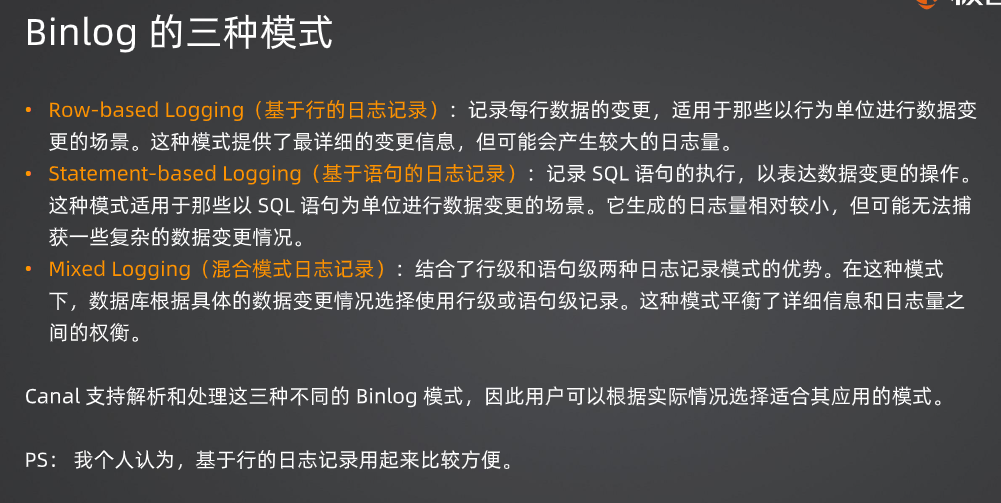 Binlog 的三种模式
• Row-based Logging（基于行的日志记录）：记录每行数据的变更，适用于那些以行为单位进行数据变
更的场景。这种模式提供了最详细的变更信息，但可能会产生较大的日志量。
• Statement-based Logging（基于语句的日志记录）：记录 SQL 语句的执行，以表达数据变更的操作。
这种模式适用于那些以 SQL 语句为单位进行数据变更的场景。它生成的日志量相对较小，但可能无法捕
获一些复杂的数据变更情况。
• Mixed Logging（混合模式日志记录）：结合了行级和语句级两种日志记录模式的优势。在这种模式
下，数据库根据具体的数据变更情况选择使用行级或语句级记录。这种模式平衡了详细信息和日志量之
间的权衡。
Canal 支持解析和处理这三种不同的 Binlog 模式，因此用户可以根据实际情况选择适合其应用的模式。
PS： 我个人认为，基于行的日志记录用起来比较方便。